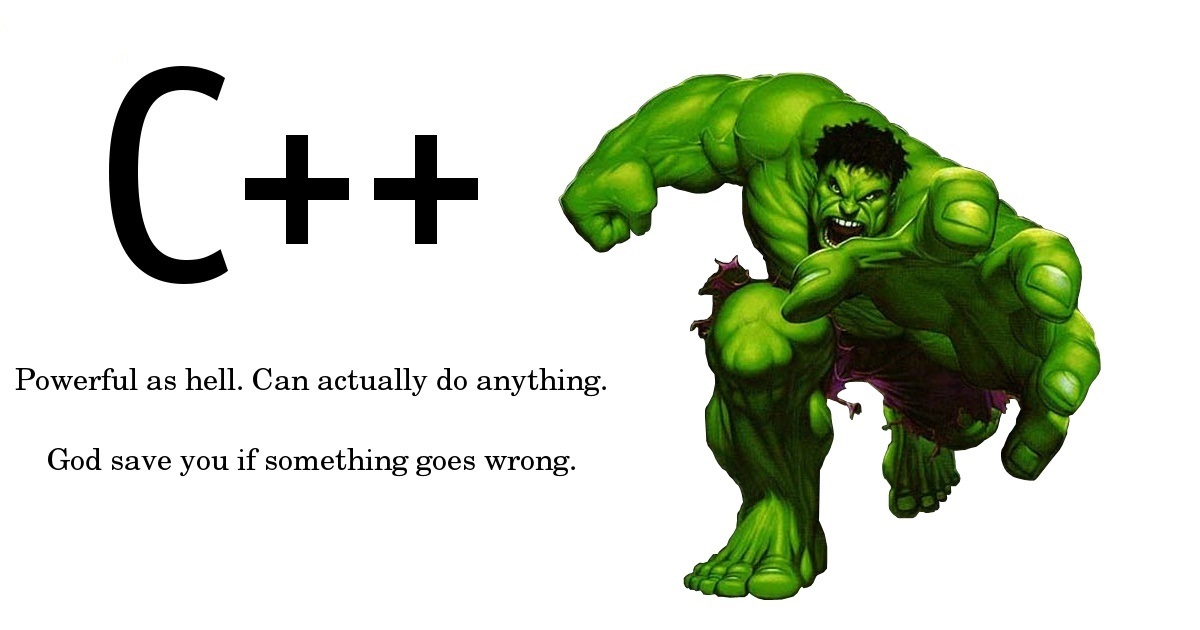 C++
Powerful as hell. Can actually do anything.
God save you if something goes wrong.